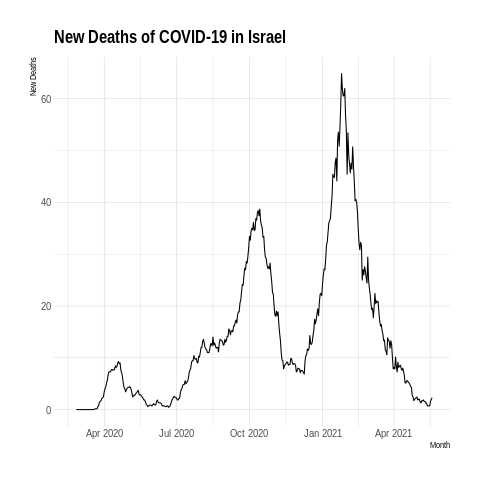 New Deaths of COVID-19 in Israel
New Deaths
60
40
20
0
Apr 2020 Jul 2020 Oct 2020 Jan 2021 Apr 2021
Month